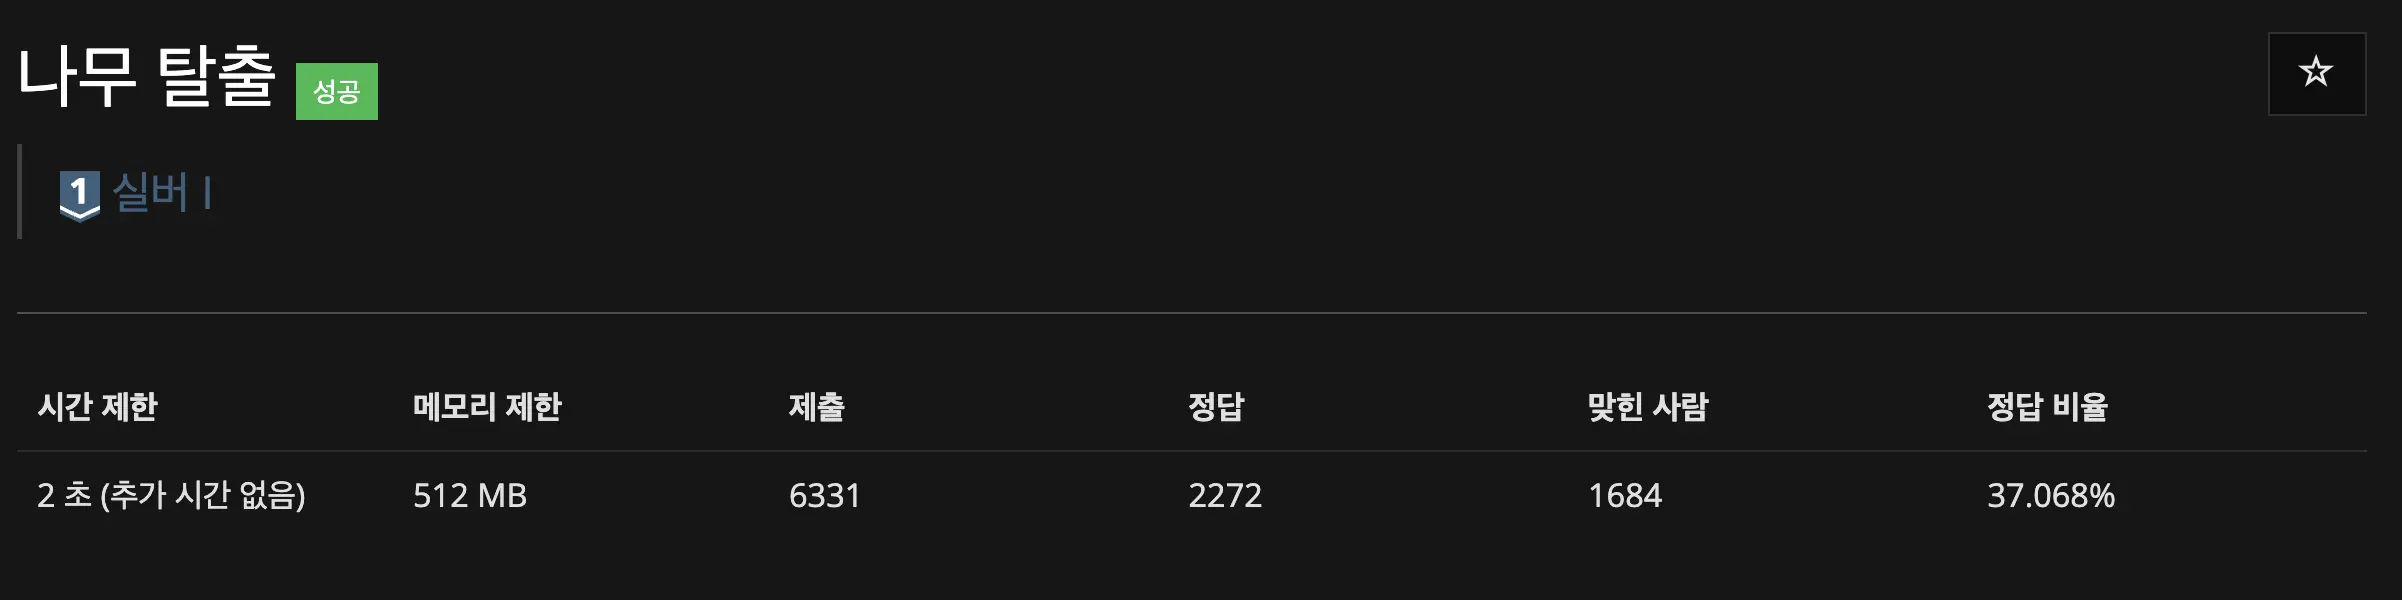 나무 탈출 성공
1 실버 I
시간 제한 메모리 제한 제출 정답 맞힌 사람 정답 비율
2 초 (추가 시간 없음) 512 MB 6331 2272 1684 37.068%